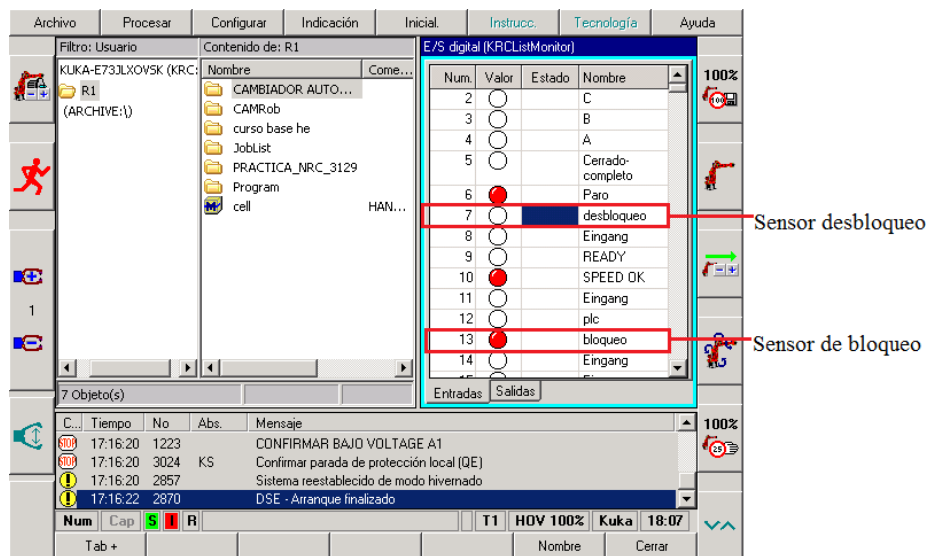 Archivo Procesar Configurar Indicación Inicial. Instrucc. Tecnología Ayuda
Filtro: Usuario
KUKA-E73JLXOVSK (KRC:
R1
(ARCHIVE:\)
Contenido de: R1
Nombre Come...
CAMBIADOR AUTO...
CAMRob
curso base he
JobList
PRACTICA_NRC_3129
Program
cell HAN...
7 Objeto(s)
E/S digital (KRCListMonitor)
Num. Valor Estado Nombre
2 C
3 B
4 A
5 Cerrado-
completo
6 Paro
7 desbloqueo
8 Eingang
9 READY
10 SPEED OK
11 Eingang
12 plc
13 bloqueo
14 Eingang
Entradas Salidas
100%
100
Sensor desbloqueo
Sensor de bloqueo
1
C... Tiempo No Abs. Mensaje
STOP 17:16:20 1223 CONFIRMAR BAJO VOLTAGE A1
STOP 17:16:20 3024 KS Confirmar parada de protección local (QE)
! 17:16:20 2857 Sistema reestablecido de modo hivernado
! 17:16:22 2870 DSE - Arranque finalizado
100%
25
Num Cap S I R T1 HOV 100% Kuka 18:07
Tab + Nombre Cerrar